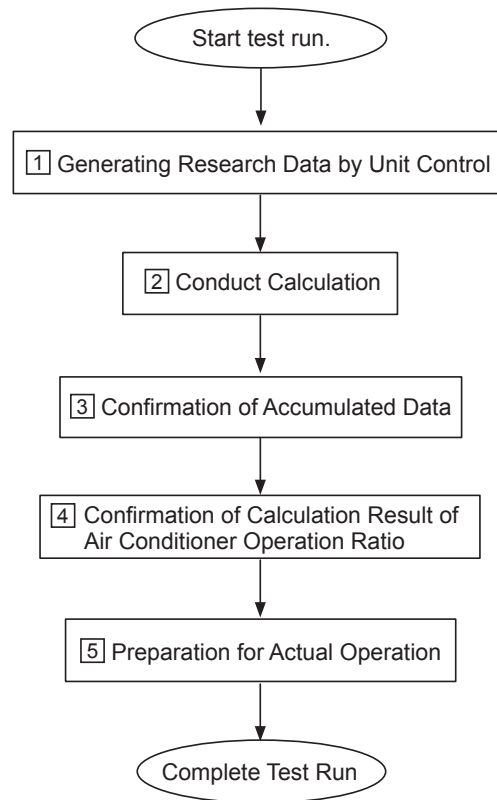 Start test run.
1 Generating Research Data by Unit Control
2 Conduct Calculation
3 Confirmation of Accumulated Data
4 Confirmation of Calculation Result of
Air Conditioner Operation Ratio
5 Preparation for Actual Operation
Complete Test Run